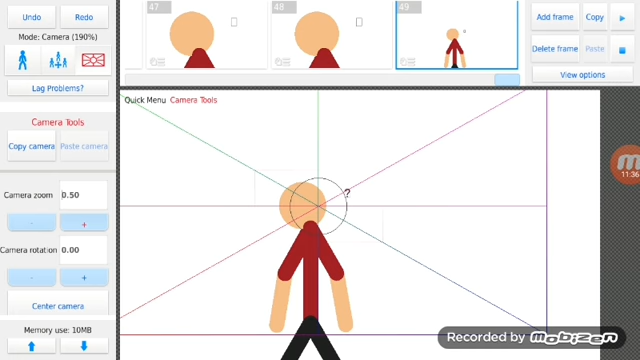 Undo Redo
Mode: Camera (190%)
Lag Problems?
Camera Tools
Copy camera Paste camera
Camera zoom 0.50
- +
Camera rotation 0.00
- +
Center camera
Memory use: 10MB
47 48 49
Add frame Copy
Delete frame Paste
View options
Quick Menu Camera Tools
?
11:36
Recorded by Mobizen